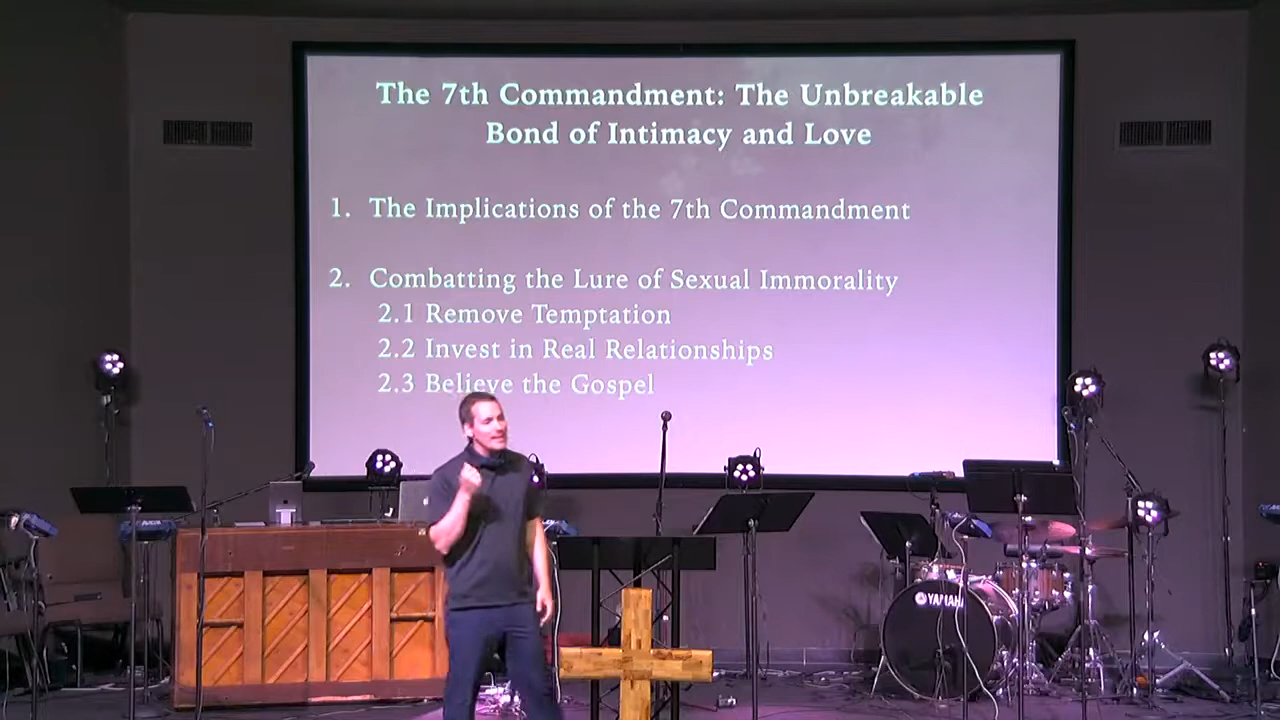 The 7th Commandment: The Unbreakable
Bond of Intimacy and Love
1. The Implications of the 7th Commandment
2. Combatting the Lure of Sexual Immorality
2.1 Remove Temptation
2.2 Invest in Real Relationships
2.3 Believe the Gospel
YAMAHA